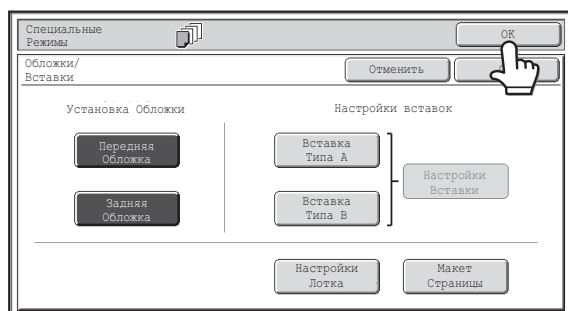 Специальные
Режимы
OK
Обложки/
Вставки
Отменить
Установка Обложки
Настройки вставок
Передняя
Обложка
Вставка
Типа A
Настройки
Вставки
Задняя
Обложка
Вставка
Типа B
Настройки
Лотка
Макет
Страницы